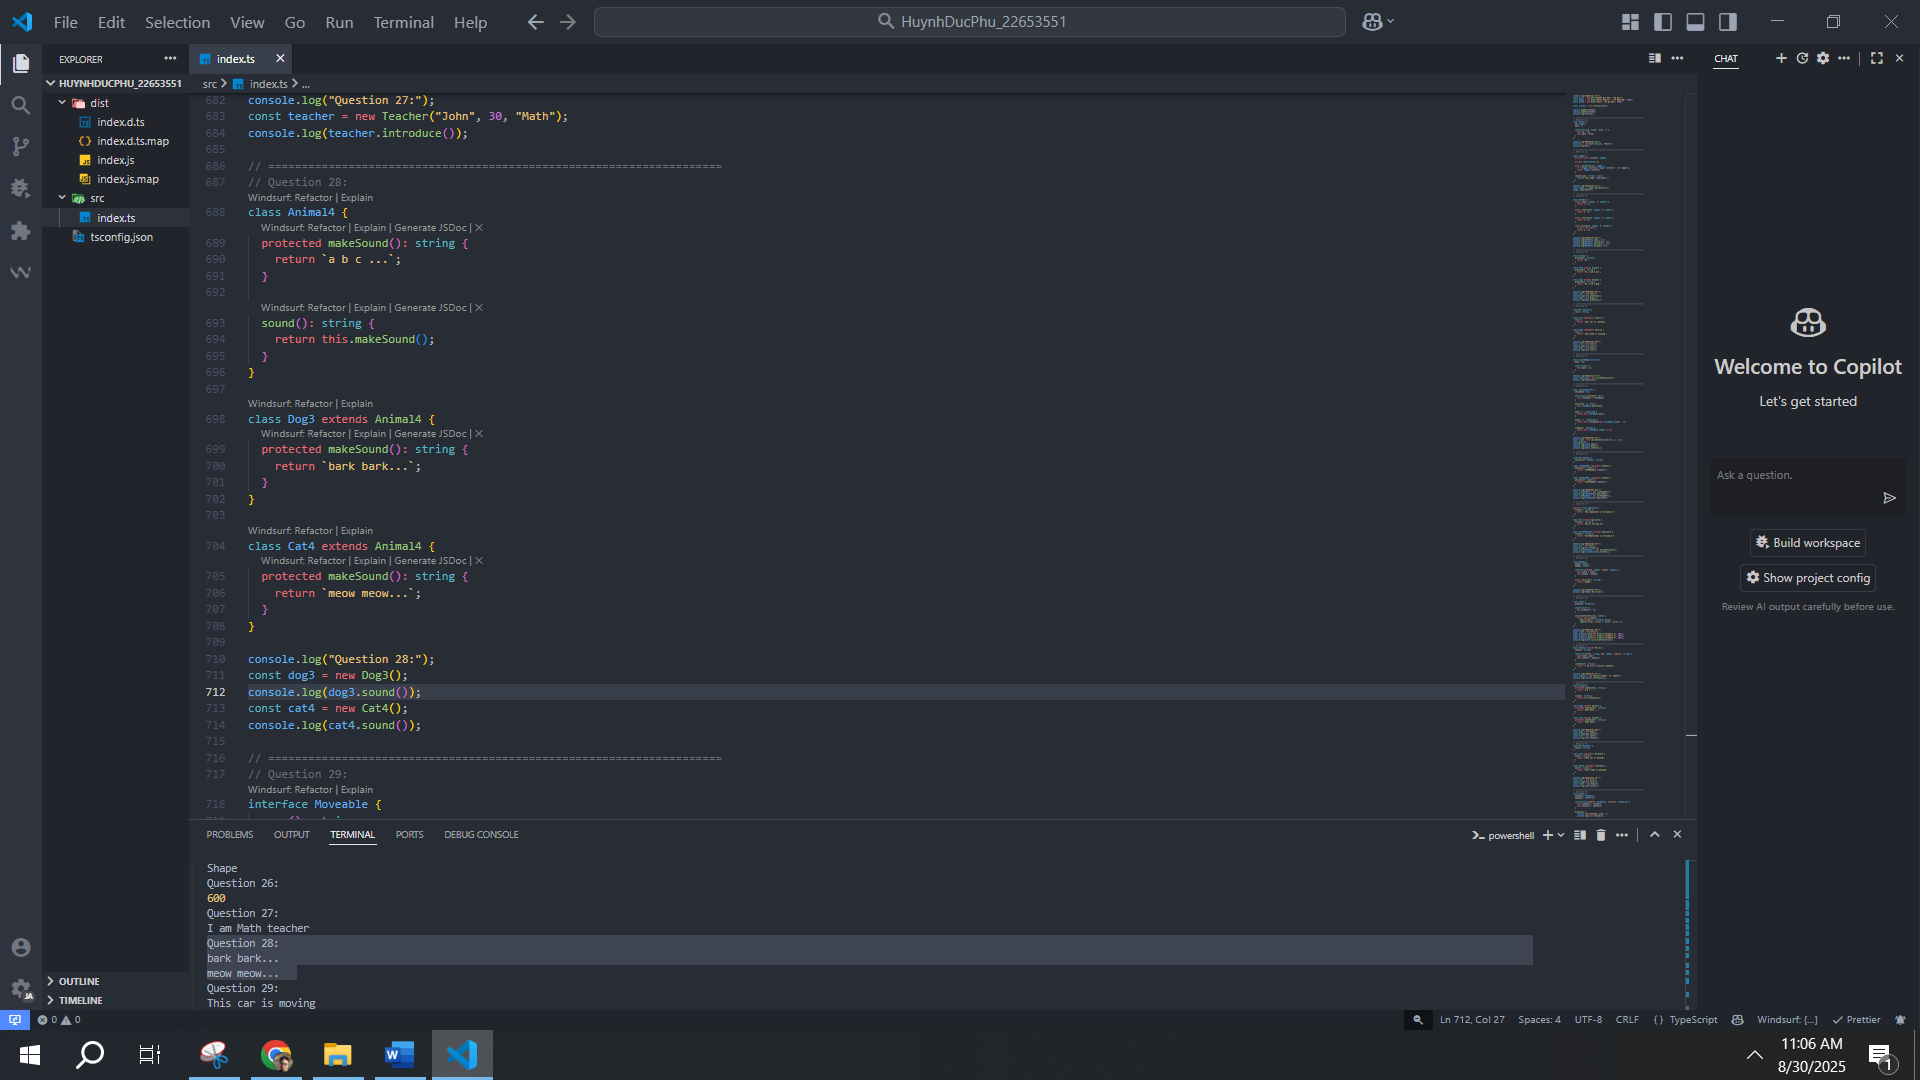 File Edit Selection View Go Run Terminal Help
HuynhDucPhu_22653551
EXPLORER
HUYNHDUCPHU_22653551
dist
index.d.ts
index.d.ts.map
index.js
index.js.map
src
index.ts
tsconfig.json
OUTLINE
TIMELINE
index.ts
src > index.ts > ...
682 console.log("Question 27:");
683 const teacher = new Teacher("John", 30, "Math");
684 console.log(teacher.introduce());
685
686 // ====================================================================
687 // Question 28:
Windsurf: Refactor | Explain
688 class Animal4 {
Windsurf: Refactor | Explain | Generate JSDoc | X
689 protected makeSound(): string {
690 return `a b c ...`;
691 }
692
Windsurf: Refactor | Explain | Generate JSDoc | X
693 sound(): string {
694 return this.makeSound();
695 }
696 }
697
Windsurf: Refactor | Explain
698 class Dog3 extends Animal4 {
Windsurf: Refactor | Explain | Generate JSDoc | X
699 protected makeSound(): string {
700 return `bark bark...`;
701 }
702 }
703
Windsurf: Refactor | Explain
704 class Cat4 extends Animal4 {
Windsurf: Refactor | Explain | Generate JSDoc | X
705 protected makeSound(): string {
706 return `meow meow...`;
707 }
708 }
709
710 console.log("Question 28:");
711 const dog3 = new Dog3();
712 console.log(dog3.sound());
713 const cat4 = new Cat4();
714 console.log(cat4.sound());
715
716 // ====================================================================
717 // Question 29:
Windsurf: Refactor | Explain
718 interface Moveable {
PROBLEMS OUTPUT TERMINAL PORTS DEBUG CONSOLE
powershell
Shape
Question 26:
600
Question 27:
I am Math teacher
Question 28:
bark bark...
meow meow...
Question 29:
This car is moving
CHAT
Welcome to Copilot
Let's get started
Ask a question.
Build workspace
Show project config
Review AI output carefully before use.
JA
0 0
Ln 712, Col 27 Spaces: 4 UTF-8 CRLF {} TypeScript Windsurf: {...} Prettier
11:06 AM
8/30/2025
1